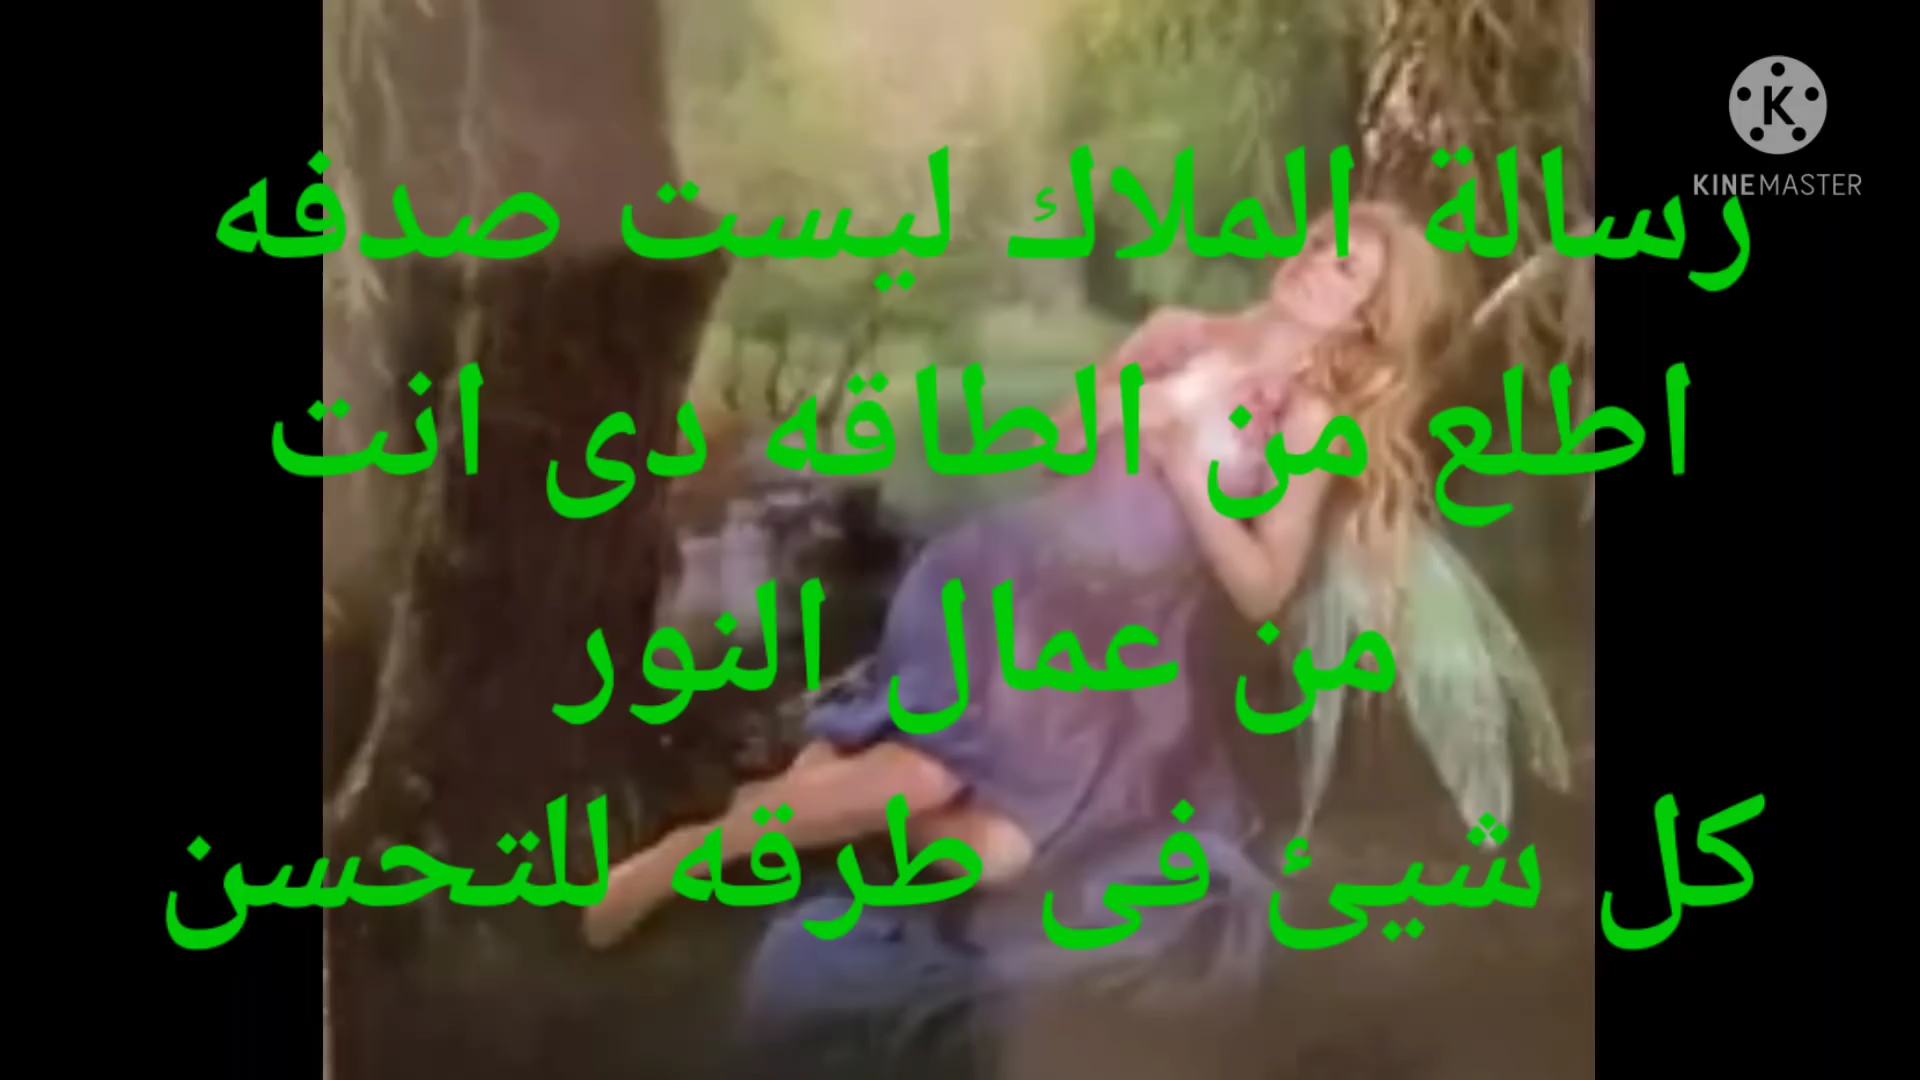 رسالة الملاك ليست صدفه
اطلع من الطاقه دى انت
من عمال النور
كل شيئ فى طرقه للتحسن
K
KINEMASTER